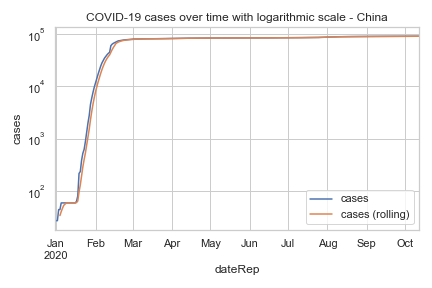 COVID-19 cases over time with logarithmic scale - China
10⁵
10⁴
10³
10²
cases
cases
cases (rolling)
Jan Feb Mar Apr May Jun Jul Aug Sep Oct
2020
dateRep